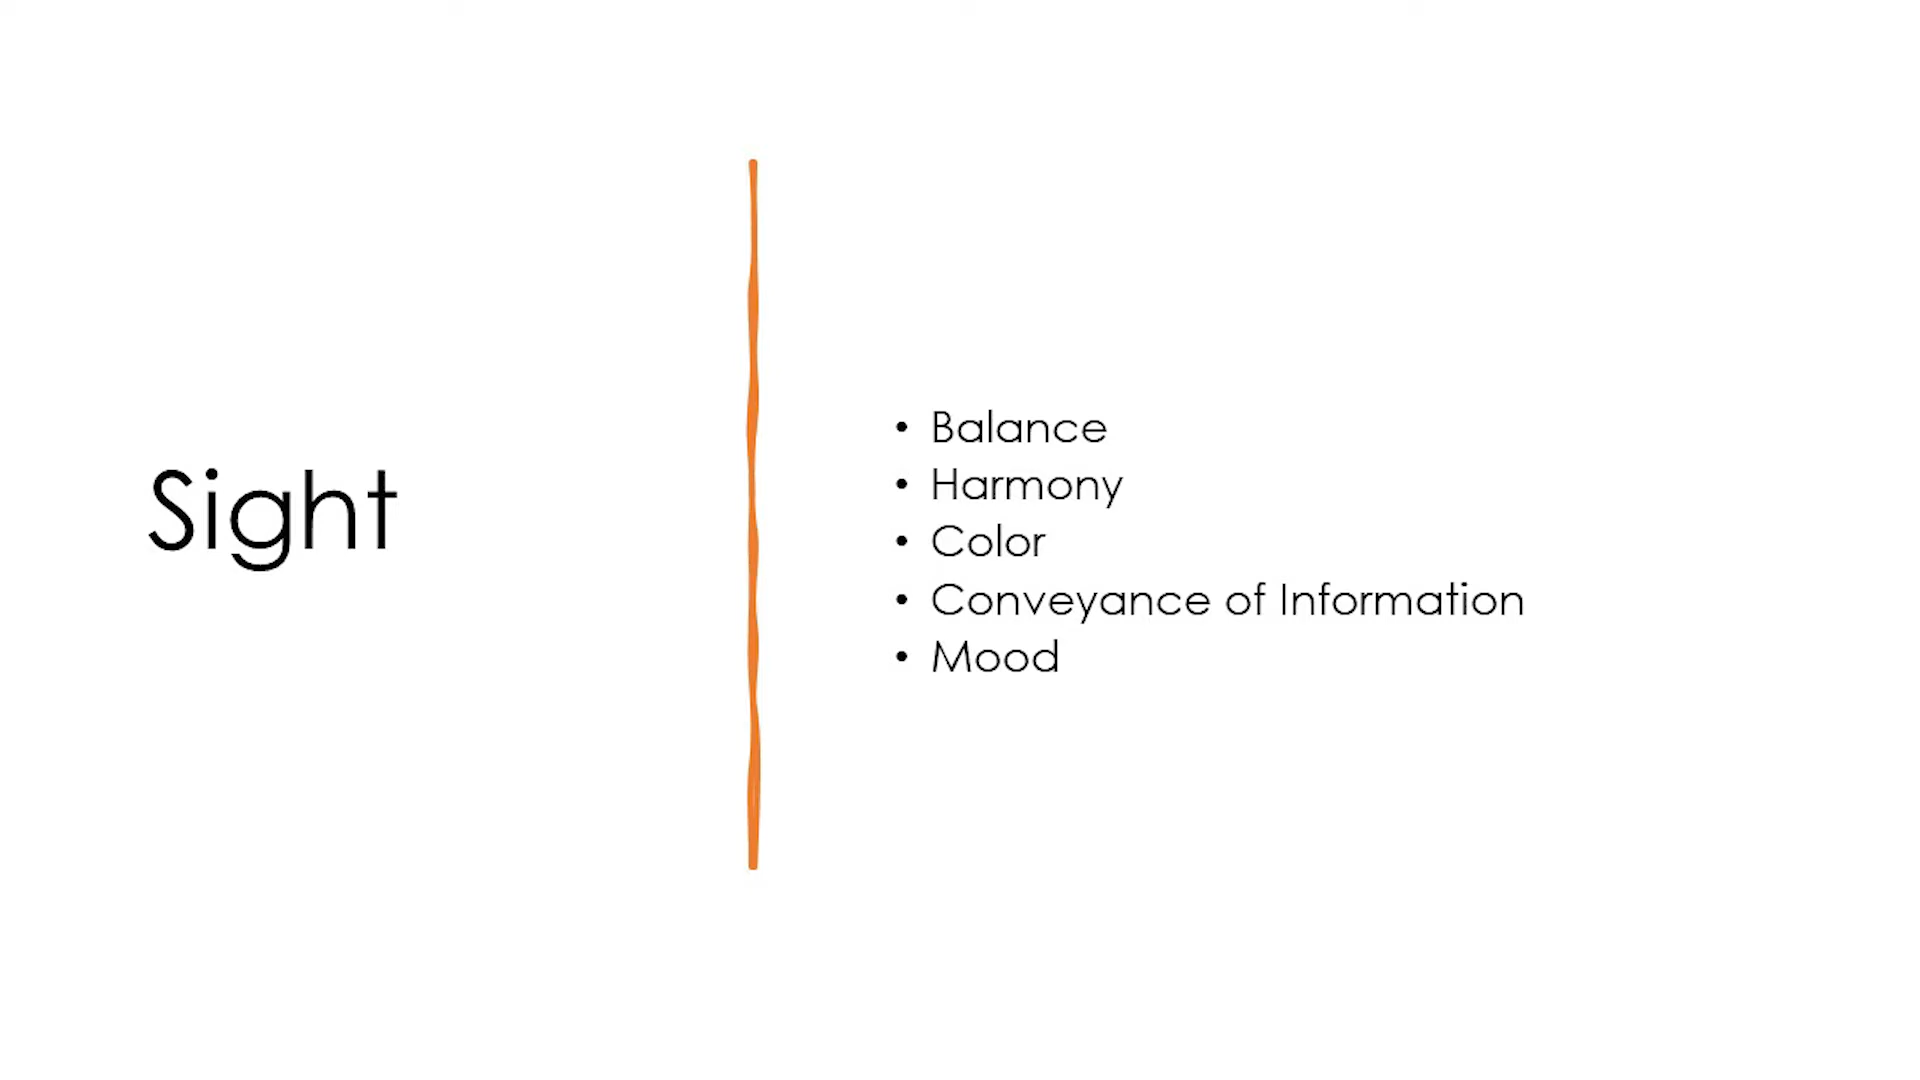 Sight
• Balance
• Harmony
• Color
• Conveyance of Information
• Mood